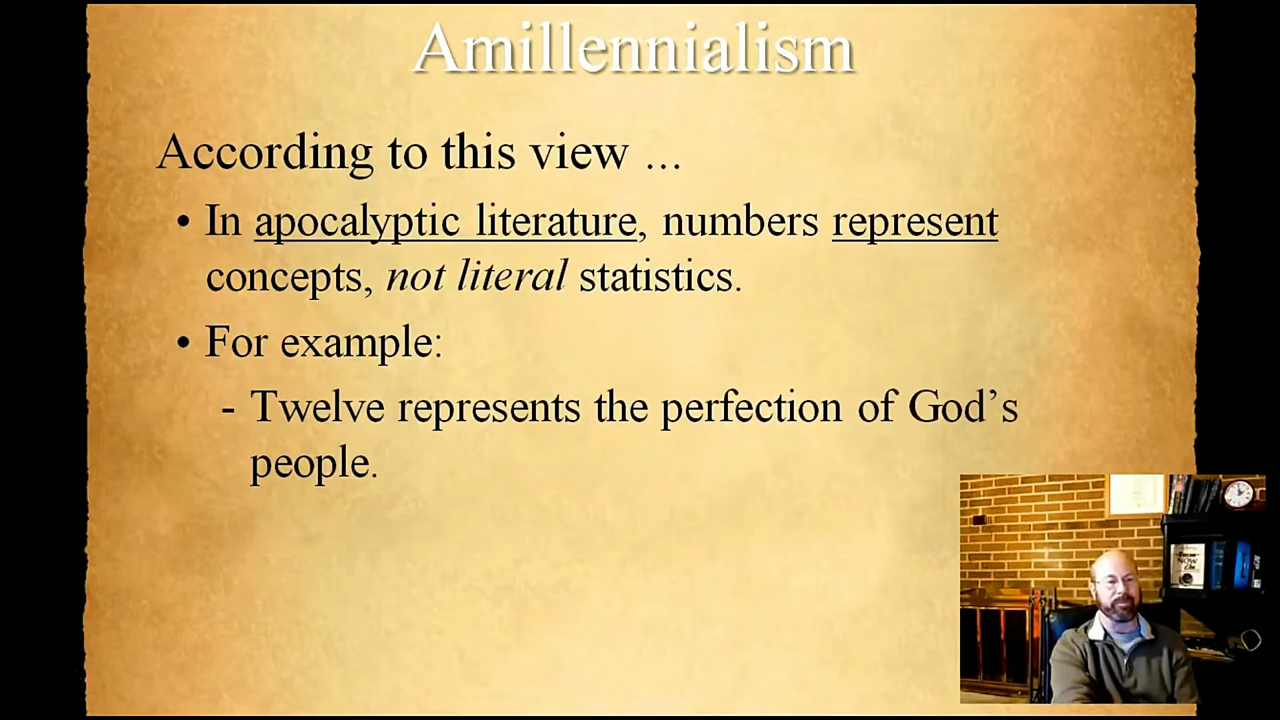 Amillennialism
According to this view ...
• In apocalyptic literature, numbers represent
concepts, not literal statistics.
• For example:
- Twelve represents the perfection of God's
people.
NOW